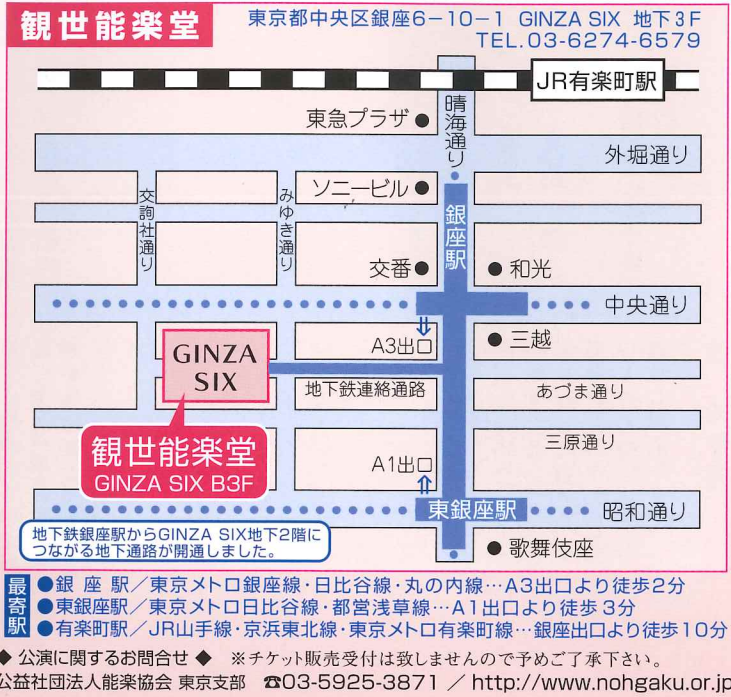 観世能楽堂
東京都中央区銀座6-10-1 GINZA SIX 地下3F
TEL.03-6274-6579
JR有楽町駅
晴海通り
東急プラザ
外堀通り
交詢社通り
みゆき通り
ソニービル
銀座駅
交番
和光
中央通り
A3出口
三越
GINZA
SIX
地下鉄連絡通路
あづま通り
観世能楽堂
GINZA SIX B3F
三原通り
A1出口
東銀座駅
昭和通り
地下鉄銀座駅からGINZA SIX地下2階に
つながる地下通路が開通しました。
歌舞伎座
最寄駅
●銀座駅/東京メトロ銀座線・日比谷線・丸の内線…A3出口より徒歩2分
●東銀座駅/東京メトロ日比谷線・都営浅草線…A1出口より徒歩3分
●有楽町駅/JR山手線・京浜東北線・東京メトロ有楽町線…銀座出口より徒歩10分
◆ 公演に関するお問合せ ◆ ※チケット販売受付は致しませんので予めご了承下さい。
公益社団法人能楽協会 東京支部 ☎03-5925-3871 / http://www.nohgaku.or.jp